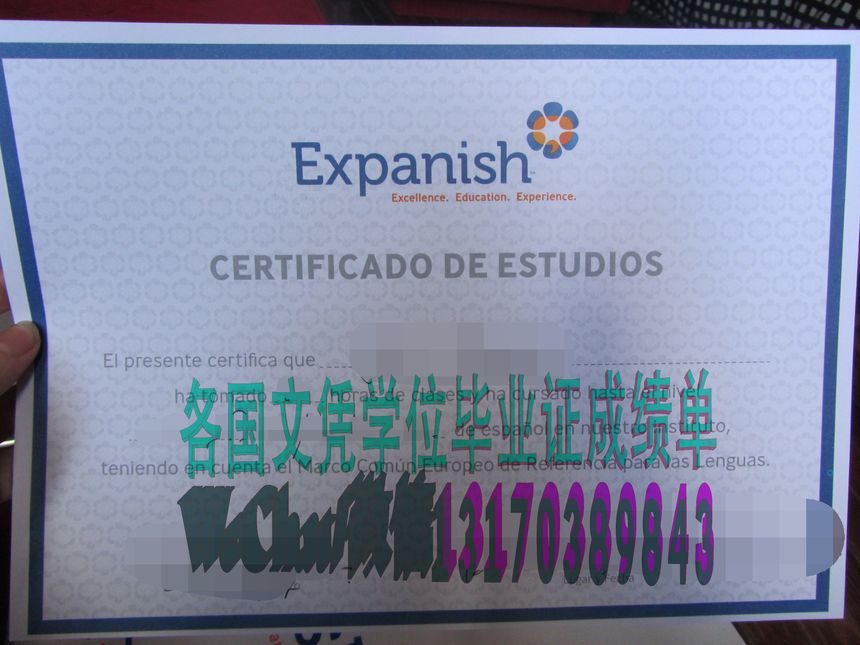 Expanish
Excellence. Education. Experience.
CERTIFICADO DE ESTUDIOS
El presente certifica que
ha tomado horas de clases y ha cursado hasta el nivel
各国文凭学位毕业证成绩单
de español en nuestro instituto,
teniendo en cuenta el Marco Común Europeo de Referencia para las Lenguas.
WeChat/微信13170389843
Lugar y Fecha